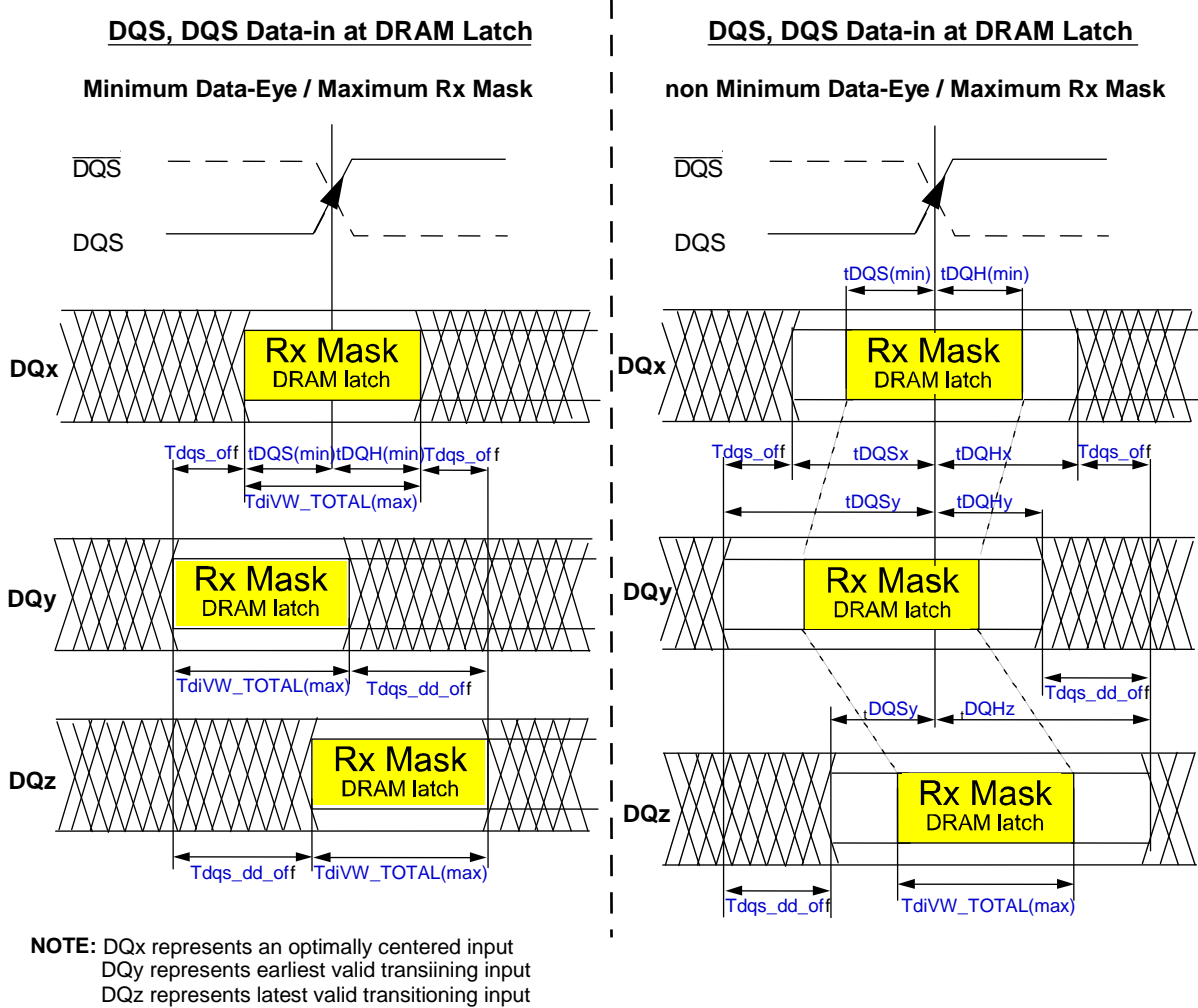 DQS, DQS Data-in at DRAM Latch
Minimum Data-Eye / Maximum Rx Mask
DQS
DQS
DQx
Rx Mask
DRAM latch
Tdqs_off tDQS(min) tDQH(min) Tdqs_off
TdiVW_TOTAL(max)
DQy
Rx Mask
DRAM latch
TdiVW_TOTAL(max) Tdqs_dd_off
DQz
Rx Mask
DRAM latch
Tdqs_dd_off TdiVW_TOTAL(max)
DQS, DQS Data-in at DRAM Latch
non Minimum Data-Eye / Maximum Rx Mask
DQS
DQS
tDQS(min) tDQH(min)
DQx
Rx Mask
DRAM latch
Tdqs_off tDQSx tDQHx Tdqs_off
tDQSy tDQHy
DQy
Rx Mask
DRAM latch
Tdqs_dd_off
tDQSy tDQHz
DQz
Rx Mask
DRAM latch
Tdqs_dd_off TdiVW_TOTAL(max)
NOTE: DQx represents an optimally centered input
DQy represents earliest valid transiining input
DQz represents latest valid transitioning input